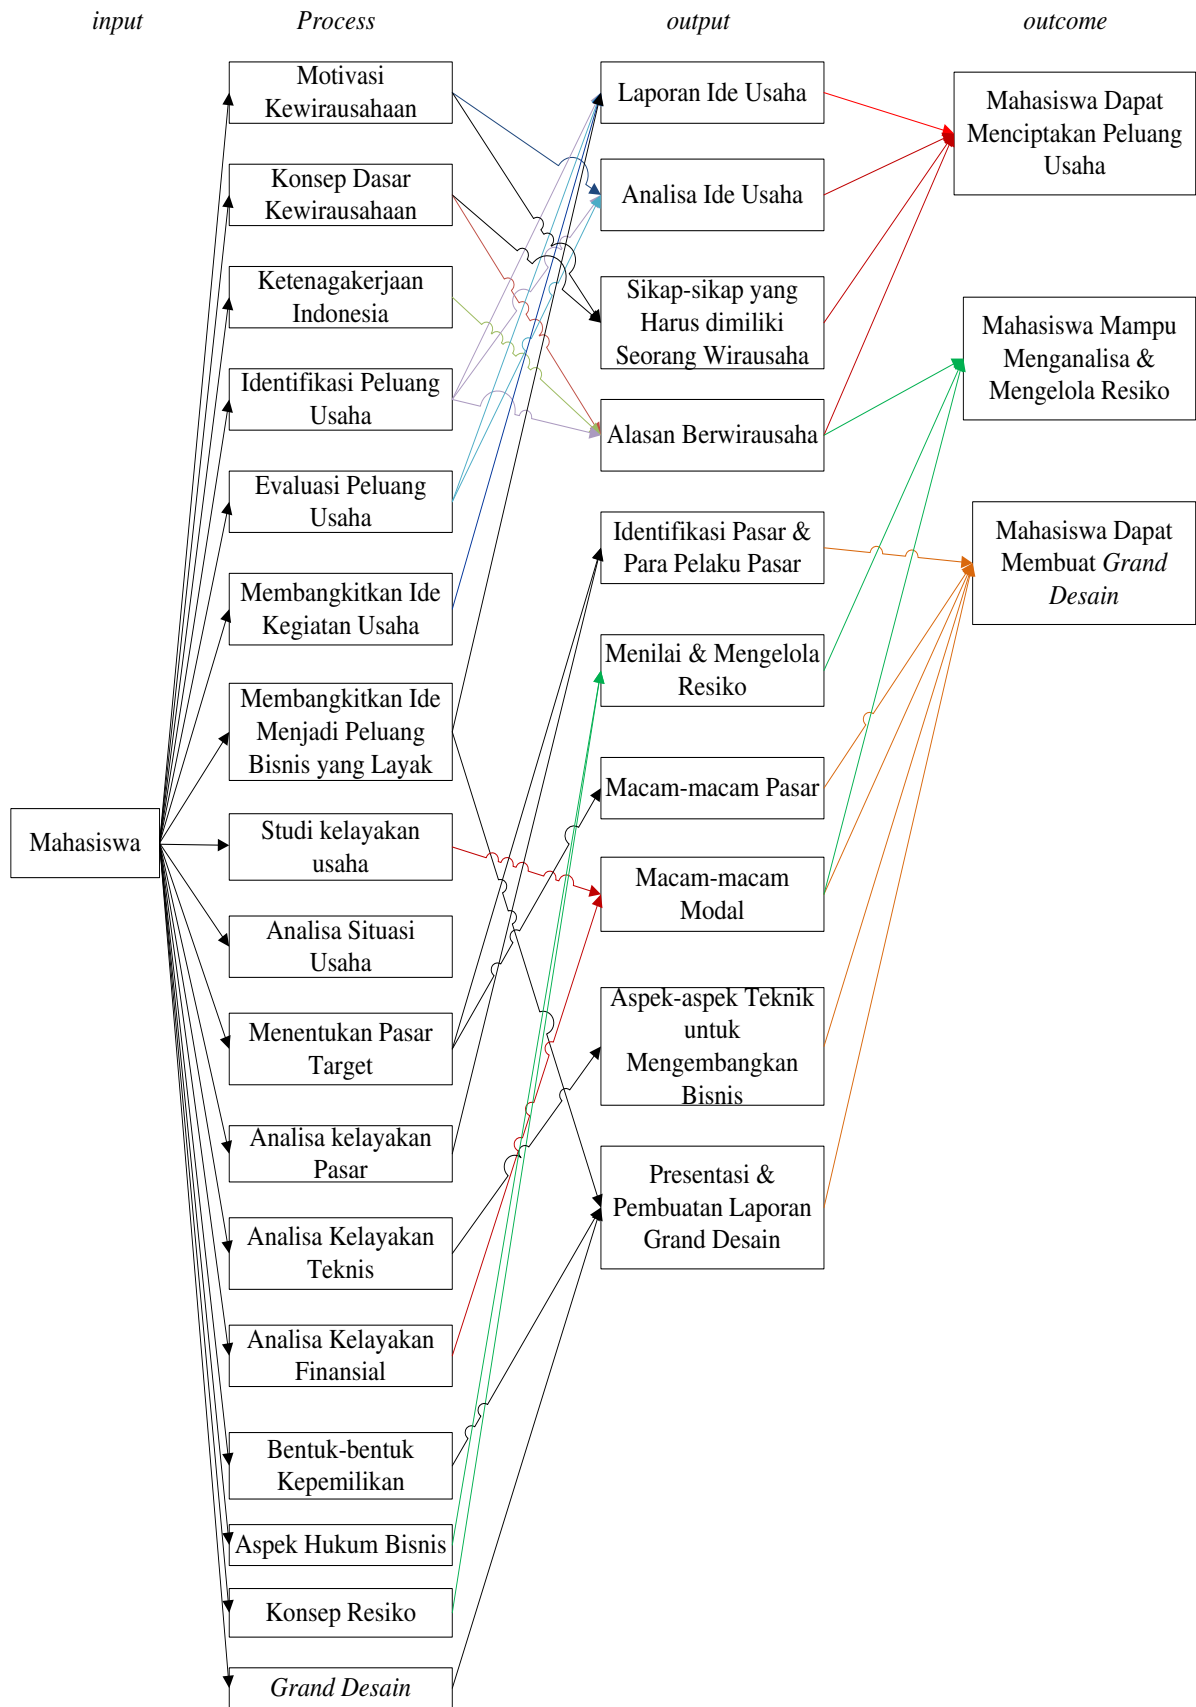 input
Process
output
outcome
Mahasiswa
Motivasi
Kewirausahaan
Konsep Dasar
Kewirausahaan
Ketenagakerjaan
Indonesia
Identifikasi Peluang
Usaha
Evaluasi Peluang
Usaha
Membangkitkan Ide
Kegiatan Usaha
Membangkitkan Ide
Menjadi Peluang
Bisnis yang Layak
Studi kelayakan
usaha
Analisa Situasi
Usaha
Menentukan Pasar
Target
Analisa kelayakan
Pasar
Analisa Kelayakan
Teknis
Analisa Kelayakan
Finansial
Bentuk-bentuk
Kepemilikan
Aspek Hukum Bisnis
Konsep Resiko
Grand Desain
Laporan Ide Usaha
Analisa Ide Usaha
Sikap-sikap yang
Harus dimiliki
Seorang Wirausaha
Alasan Berwirausaha
Identifikasi Pasar &
Para Pelaku Pasar
Menilai & Mengelola
Resiko
Macam-macam Pasar
Macam-macam
Modal
Aspek-aspek Teknik
untuk
Mengembangkan
Bisnis
Presentasi &
Pembuatan Laporan
Grand Desain
Mahasiswa Dapat
Menciptakan Peluang
Usaha
Mahasiswa Mampu
Menganalisa &
Mengelola Resiko
Mahasiswa Dapat
Membuat Grand
Desain